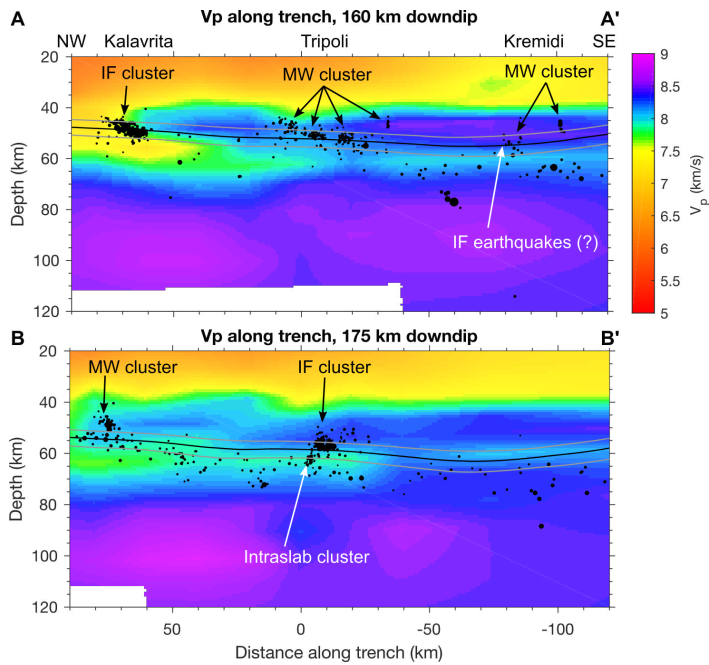 A Vp along trench, 160 km downdip A'
NW Kalavrita Tripoli Kremidi SE
20
40
60
80
100
120
Depth (km)
IF cluster
MW cluster
MW cluster
IF earthquakes (?)
9
8.5
8
7.5
7
6.5
6
5.5
5
Vp (km/s)
B Vp along trench, 175 km downdip B'
20
40
60
80
100
120
Depth (km)
MW cluster
IF cluster
Intraslab cluster
50 0 -50 -100
Distance along trench (km)